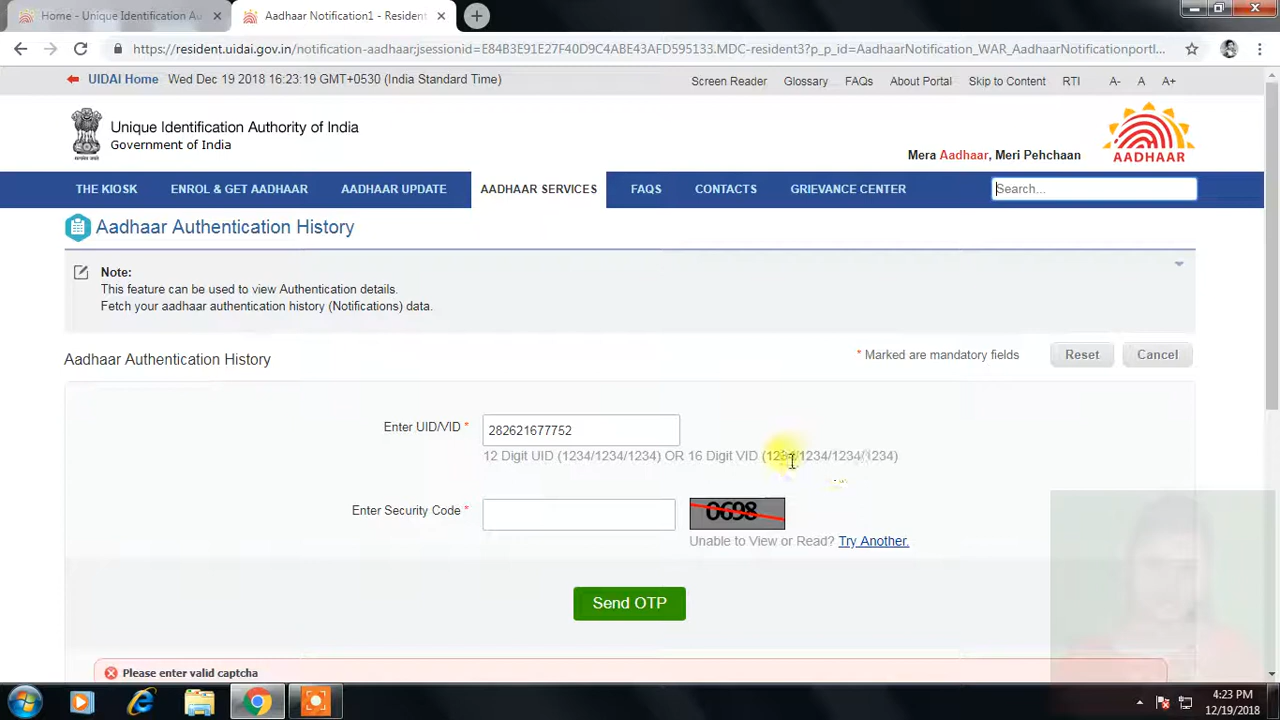 Home - Unique Identification Au
Aadhaar Notification1 - Resident
https://resident.uidai.gov.in/notification-aadhaar;jsessionid=E84B3E91E27F40D9C4ABE43AFD595133.MDC-resident3?p_p_id=AadhaarNotification_WAR_AadhaarNotificationportl...
UIDAI Home Wed Dec 19 2018 16:23:19 GMT+0530 (India Standard Time)
Screen Reader Glossary FAQs About Portal Skip to Content RTI A- A A+
Unique Identification Authority of India
Government of India
Mera Aadhaar, Meri Pehchaan
AADHAAR
THE KIOSK ENROL & GET AADHAAR AADHAAR UPDATE AADHAAR SERVICES FAQS CONTACTS GRIEVANCE CENTER Search...
Aadhaar Authentication History
Note:
This feature can be used to view Authentication details.
Fetch your aadhaar authentication history (Notifications) data.
Aadhaar Authentication History
* Marked are mandatory fields
Reset
Cancel
Enter UID/VID *
282621677752
12 Digit UID (1234/1234/1234) OR 16 Digit VID (1234/1234/1234/1234)
Enter Security Code *
0698
Unable to View or Read? Try Another.
Send OTP
Please enter valid captcha
4:23 PM
12/19/2018